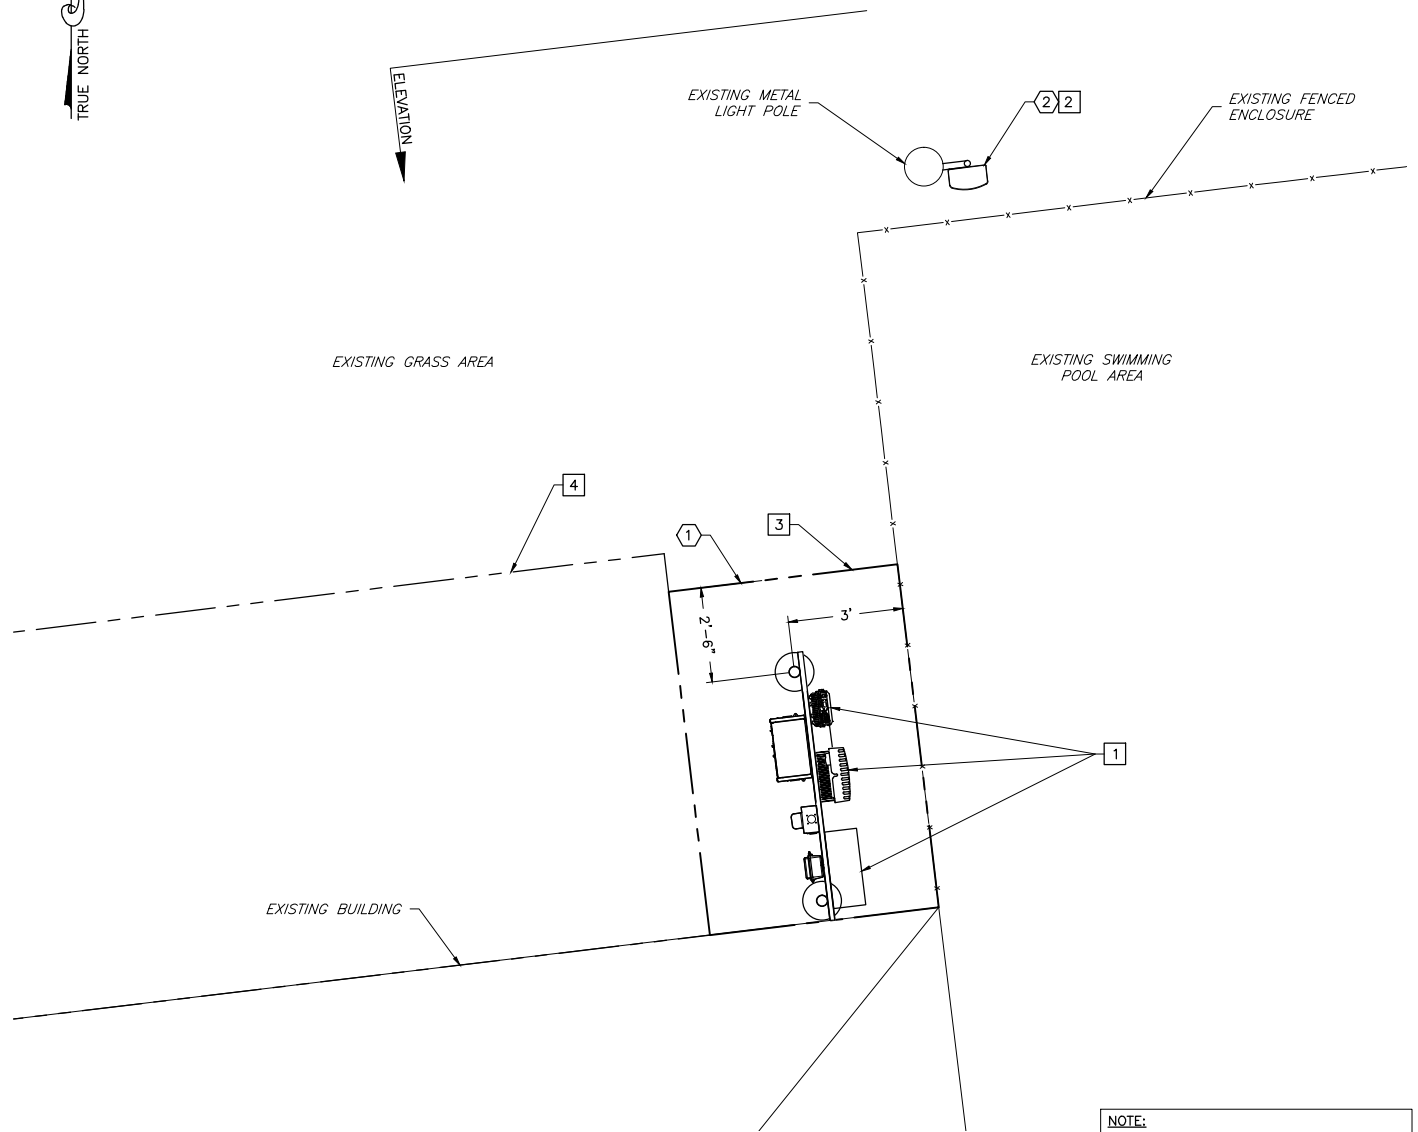 TRUE NORTH
ELEVATION
EXISTING METAL
LIGHT POLE
2 2
EXISTING FENCED
ENCLOSURE
EXISTING GRASS AREA
EXISTING SWIMMING
POOL AREA
4
1
3
2'-6"
3'
1
EXISTING BUILDING
NOTE: